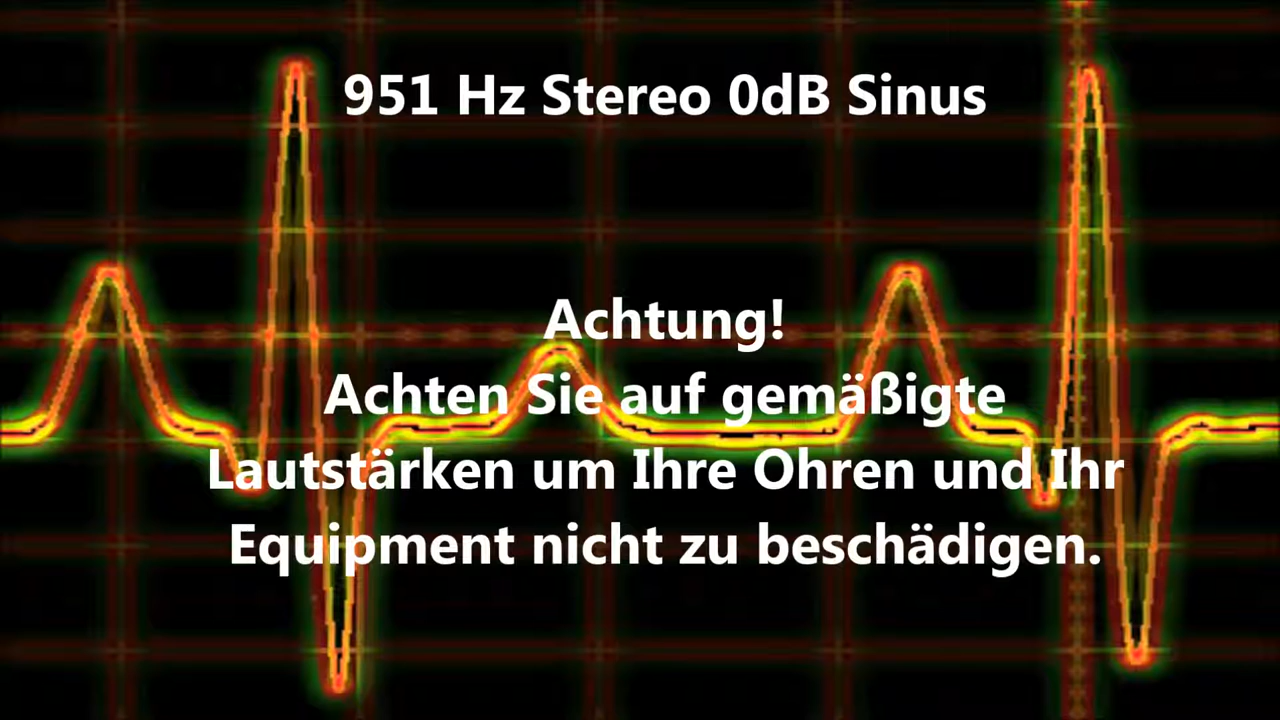 951 Hz Stereo 0dB Sinus
Achtung!
Achten Sie auf gemäßigte
Lautstärken um Ihre Ohren und Ihr
Equipment nicht zu beschädigen.